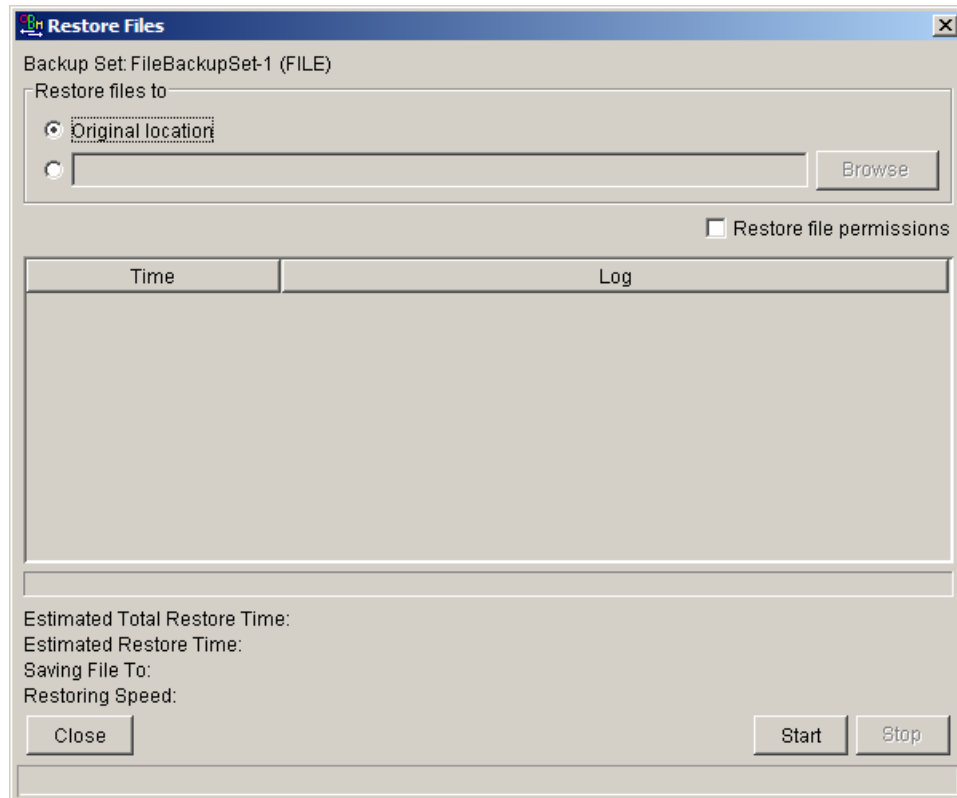 OBM Restore Files
Backup Set: FileBackupSet-1 (FILE)
Restore files to
Original location
Browse
Restore file permissions
Time Log
Estimated Total Restore Time:
Estimated Restore Time:
Saving File To:
Restoring Speed:
Close Start Stop